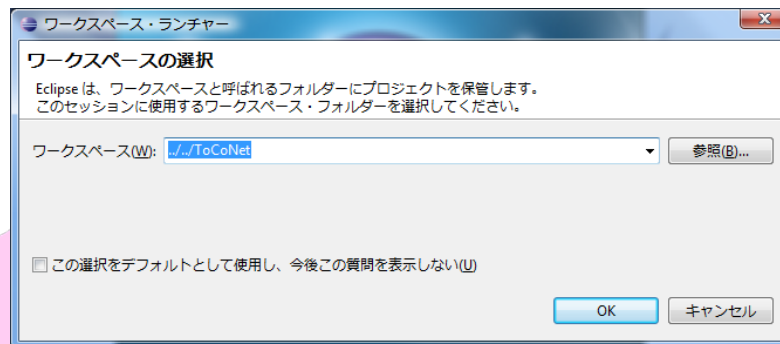 ワークスペース・ランチャー
ワークスペースの選択
Eclipse は、ワークスペースと呼ばれるフォルダーにプロジェクトを保管します。
このセッションに使用するワークスペース・フォルダーを選択してください。
ワークスペース(W): ../../ToCoNet 参照(B)...
この選択をデフォルトとして使用し、今後この質問を表示しない(U)
OK キャンセル